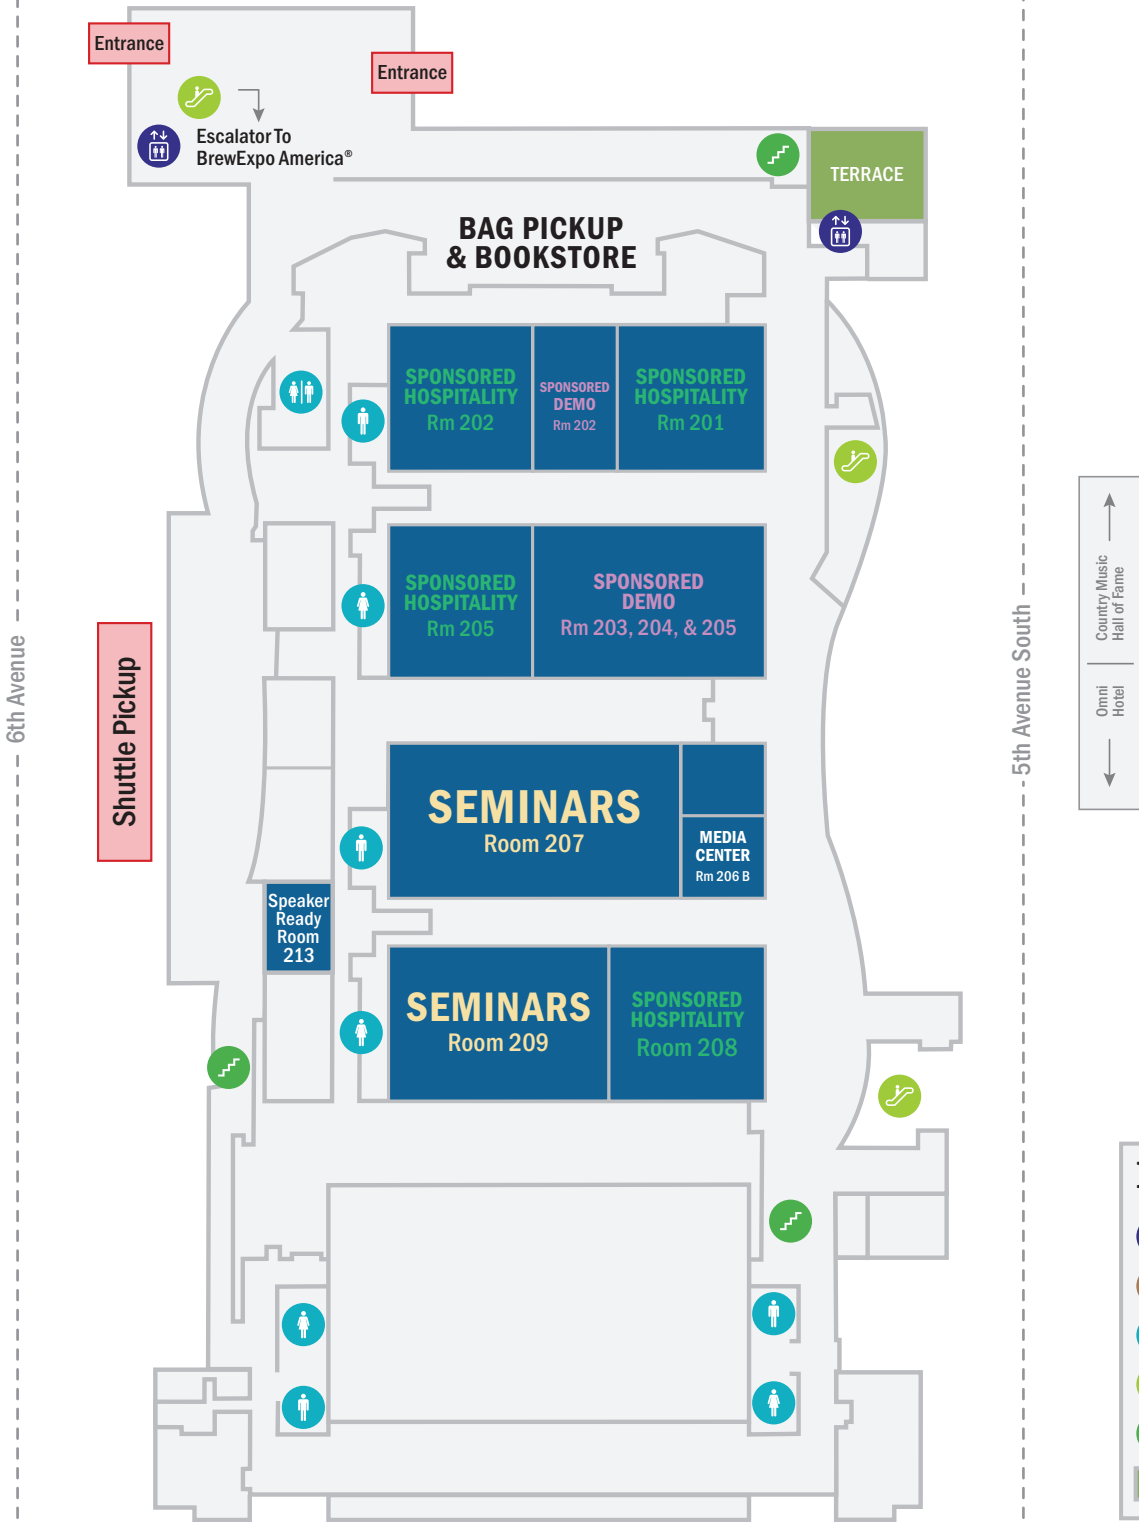 Entrance
Entrance
Escalator To
BrewExpo America®
TERRACE
BAG PICKUP
& BOOKSTORE
SPONSORED
HOSPITALITY
Rm 202
SPONSORED
DEMO
Rm 202
SPONSORED
HOSPITALITY
Rm 201
SPONSORED
HOSPITALITY
Rm 205
SPONSORED
DEMO
Rm 203, 204, & 205
6th Avenue
Shuttle Pickup
5th Avenue South
Country Music
Hall of Fame
Omni
Hotel
SEMINARS
Room 207
MEDIA
CENTER
Rm 206 B
Speaker
Ready
Room
213
SEMINARS
Room 209
SPONSORED
HOSPITALITY
Room 208